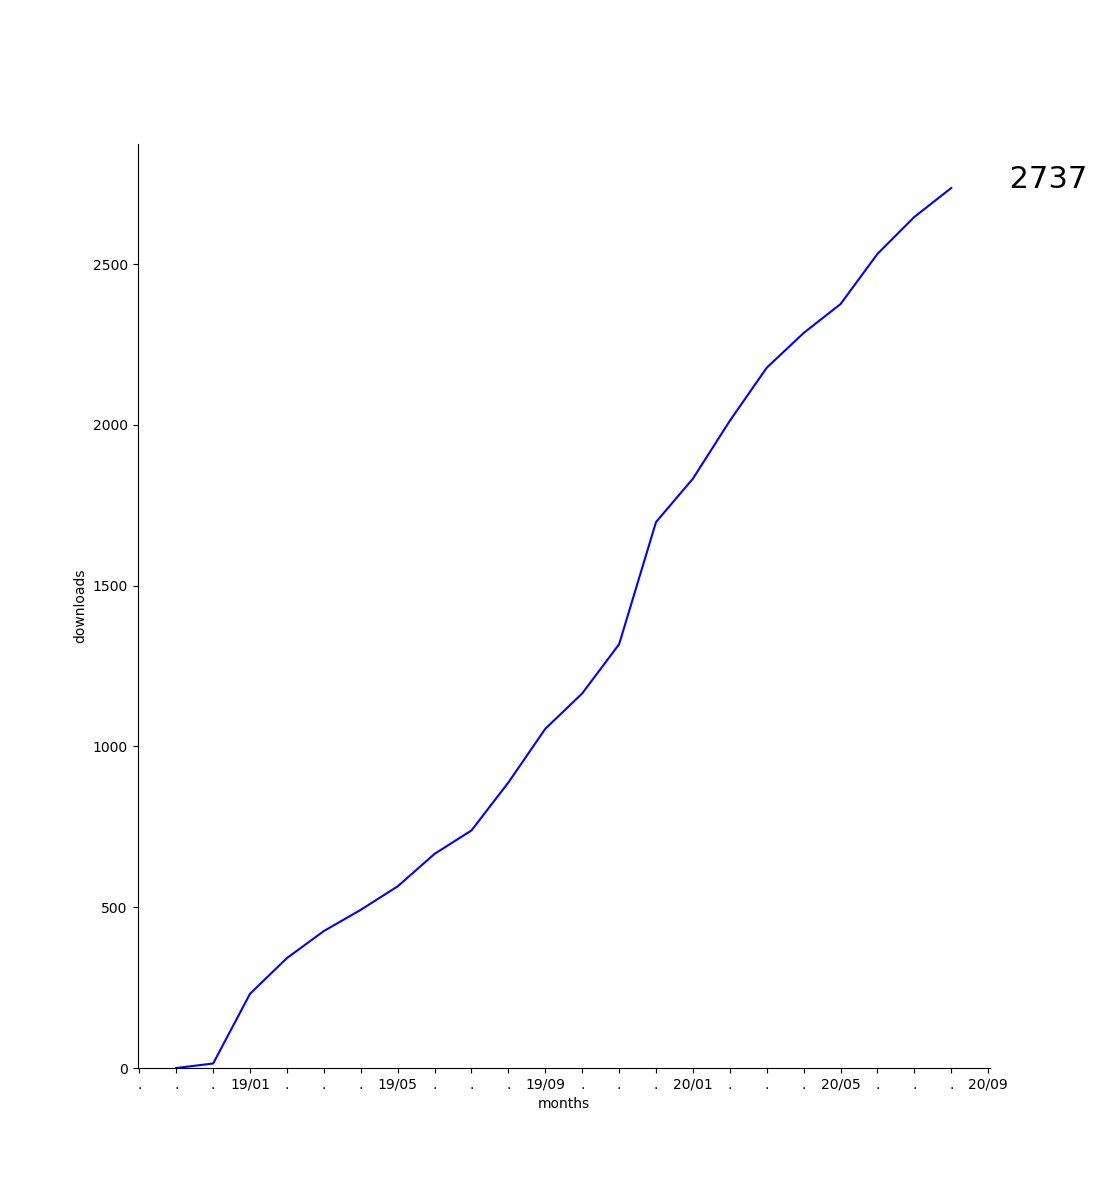 2737
2500
2000
1500
1000
500
0
downloads
. . . 19/01 . . . 19/05 . . . 19/09 . . . 20/01 . . . 20/05 . . . 20/09
months